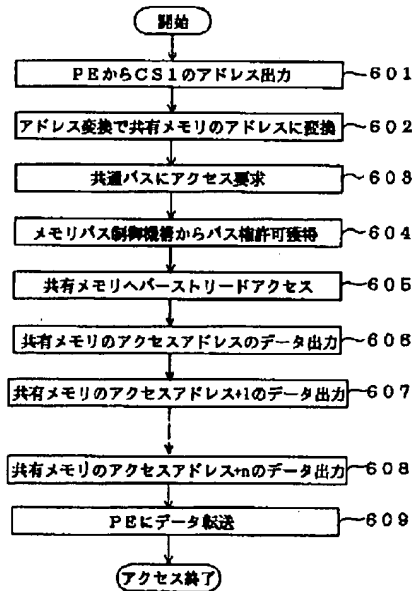 開始
PEからCS1のアドレス出力 601
アドレス変換で共有メモリのアドレスに変換 602
共通バスにアクセス要求 603
メモリバス制御機構からバス権許可獲得 604
共有メモリへバーストリードアクセス 605
共有メモリのアクセスアドレスのデータ出力 606
共有メモリのアクセスアドレス+1のデータ出力 607
共有メモリのアクセスアドレス+nのデータ出力 608
PEにデータ転送 609
アクセス終了